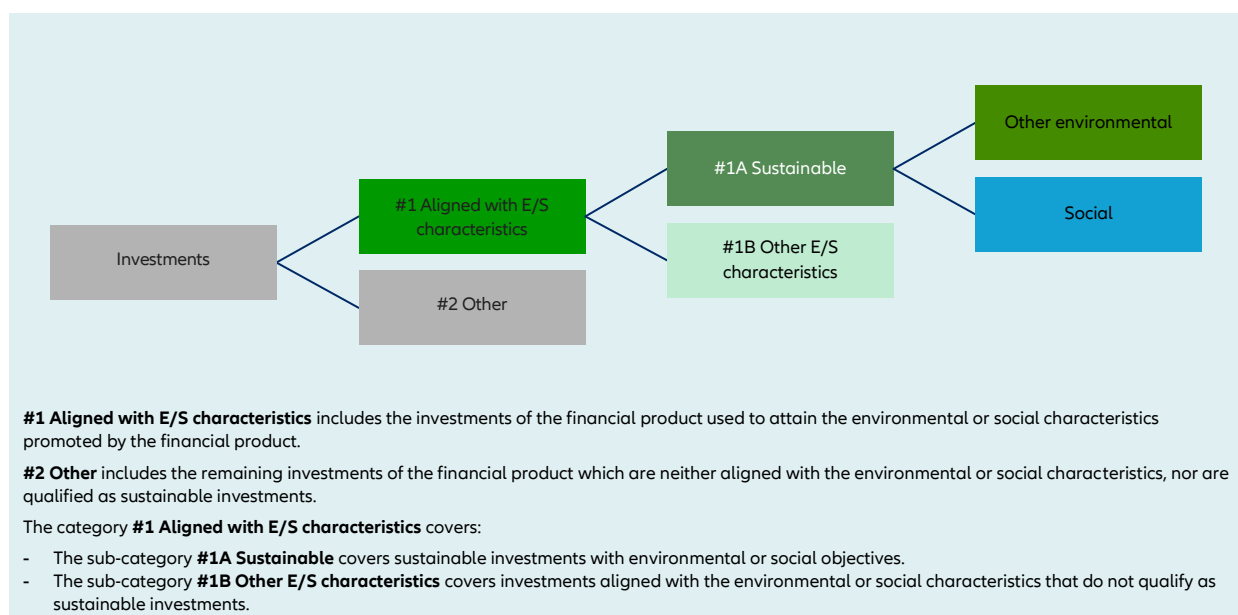 Other environmental
#1A Sustainable
#1 Aligned with E/S
characteristics
Social
Investments
#1B Other E/S
characteristics
#2 Other
#1 Aligned with E/S characteristics includes the investments of the financial product used to attain the environmental or social characteristics
promoted by the financial product.
#2 Other includes the remaining investments of the financial product which are neither aligned with the environmental or social characteristics, nor are
qualified as sustainable investments.
The category #1 Aligned with E/S characteristics covers:
- The sub-category #1A Sustainable covers sustainable investments with environmental or social objectives.
- The sub-category #1B Other E/S characteristics covers investments aligned with the environmental or social characteristics that do not qualify as
sustainable investments.